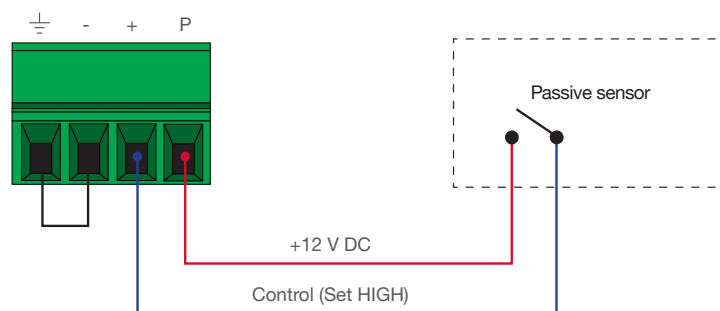 - + P
Passive sensor
+12 V DC
Control (Set HIGH)